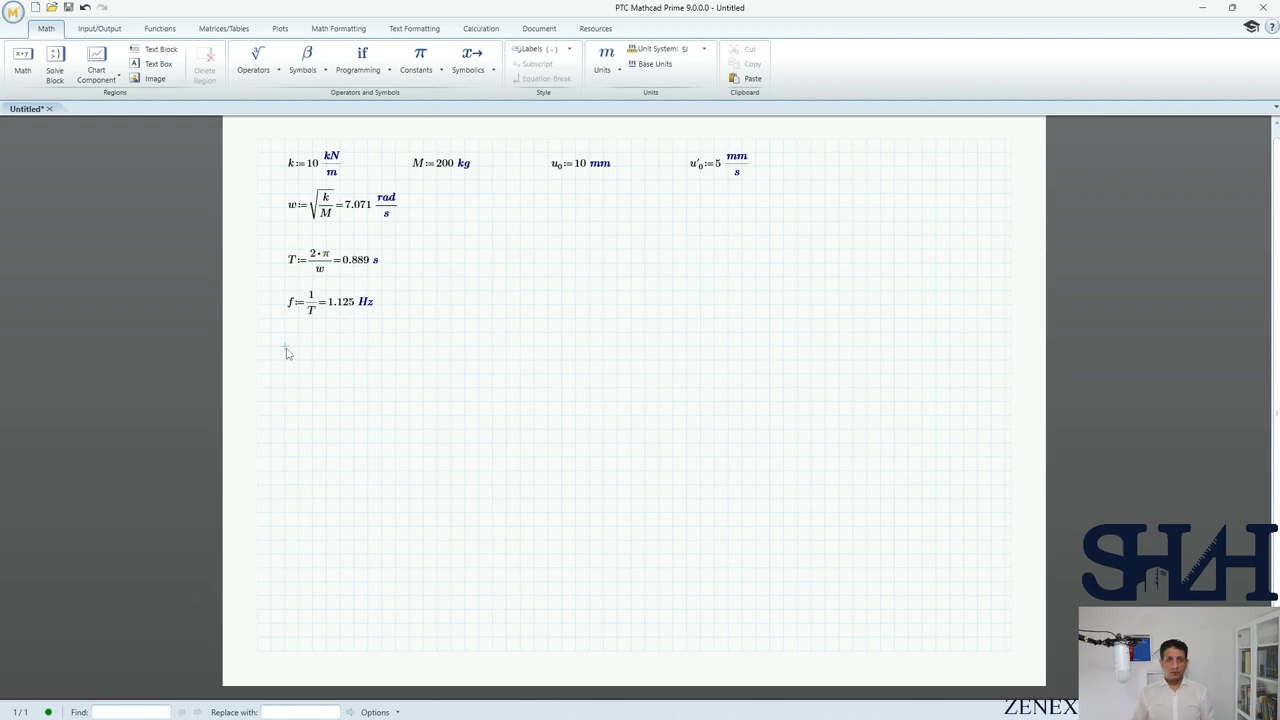 PTC Mathcad Prime 9.0.0.0 - Untitled
Math Input/Output Functions Matrices/Tables Plots Math Formatting Text Formatting Calculation Document Resources
Math
Solve Block
Chart Component
Text Block
Text Box
Image
Delete Region
Operators
Symbols
if
Programming
π
Constants
Symbolics
Labels ( - )
Subscript
Equation Break
m
Units
Unit System: SI
Base Units
Cut
Copy
Paste
Regions
Operators and Symbols
Style
Units
Clipboard
Untitled*
k:=10 kN/m M:=200 kg u₀:=10 mm u′₀:=5 mm/s
w:=√(k/M)=7.071 rad/s
T:=2•π/w=0.889 s
f:=1/T=1.125 Hz
SHZH
ZENEX
1 / 1 Find: Replace with: Options